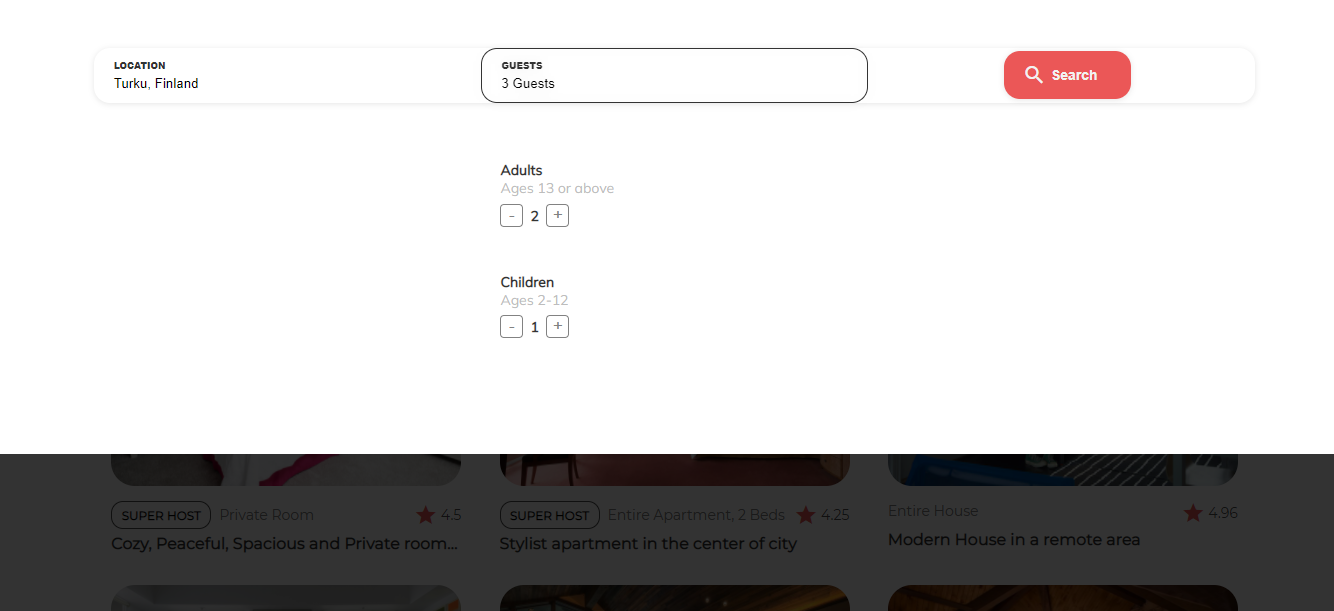 LOCATION
Turku, Finland
GUESTS
3 Guests
Search
Adults
Ages 13 or above
- 2 +
Children
Ages 2-12
- 1 +
SUPER HOST Private Room 4.5
Cozy, Peaceful, Spacious and Private room...
SUPER HOST Entire Apartment, 2 Beds 4.25
Stylist apartment in the center of city
Entire House 4.96
Modern House in a remote area